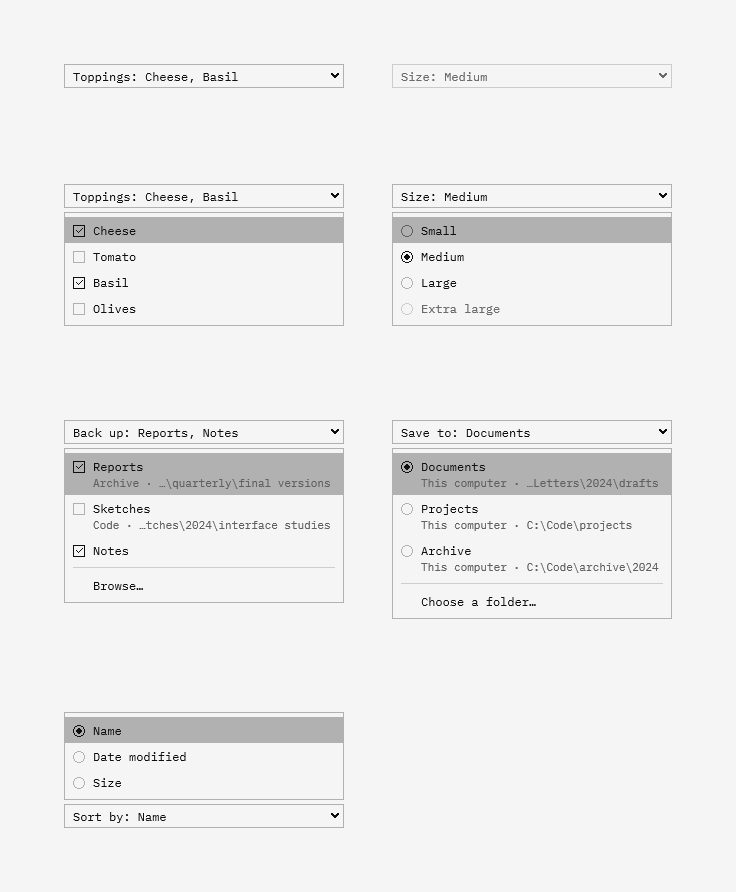 Toppings: Cheese, Basil
Size: Medium
Toppings: Cheese, Basil
Cheese
Tomato
Basil
Olives
Size: Medium
Small
Medium
Large
Extra large
Back up: Reports, Notes
Reports
Archive · …\quarterly\final versions
Sketches
Code · …tches\2024\interface studies
Notes
Browse…
Save to: Documents
Documents
This computer · …Letters\2024\drafts
Projects
This computer · C:\Code\projects
Archive
This computer · C:\Code\archive\2024
Choose a folder…
Name
Date modified
Size
Sort by: Name